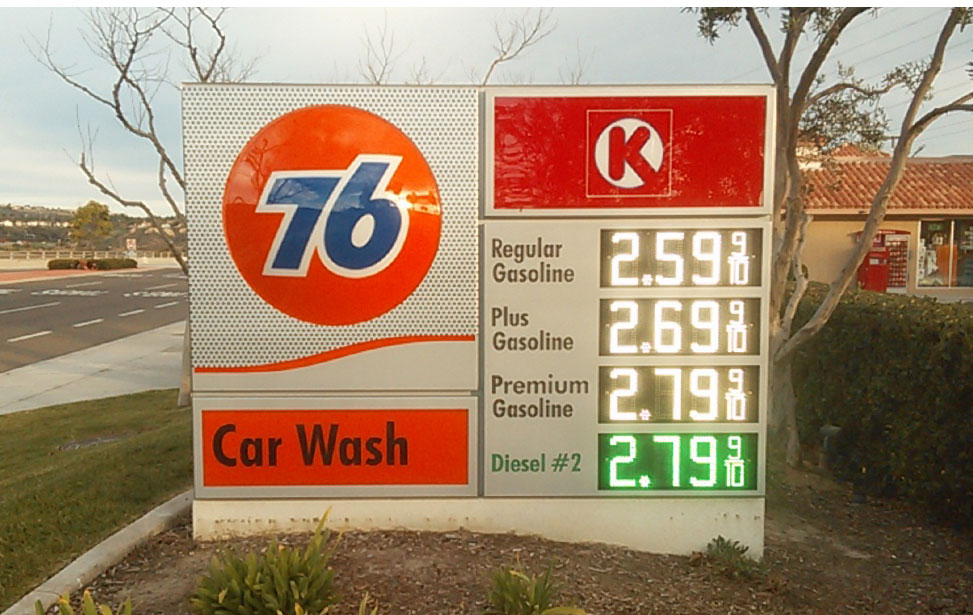 76
K
Regular
Gasoline
2.59 9/10
Plus
Gasoline
2.69 9/10
Premium
Gasoline
2.79 9/10
Diesel #2
2.79 9/10
Car Wash